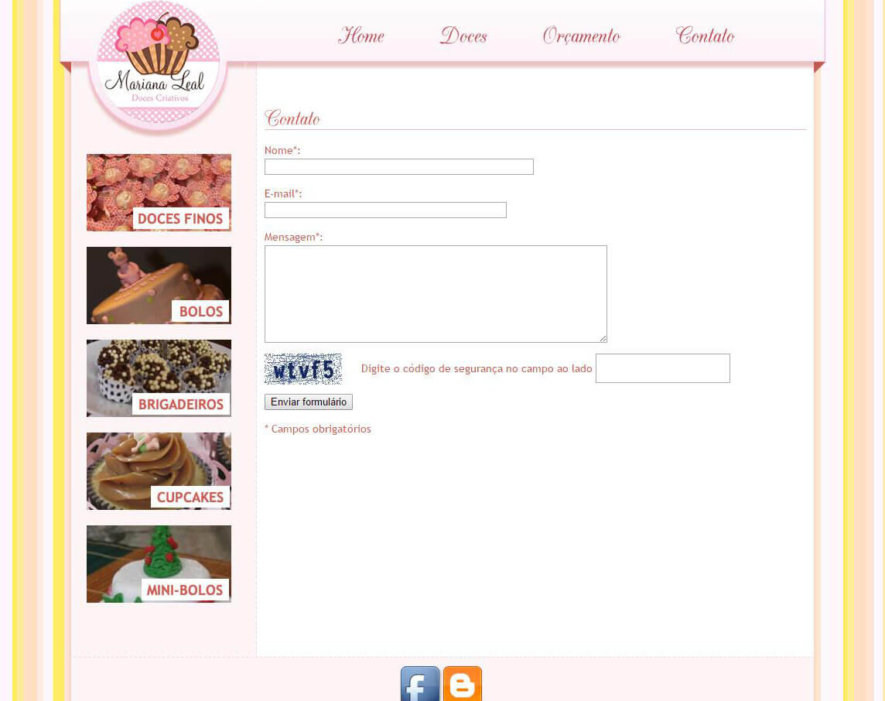 Home Doces Orçamento Contato
Mariana Leal
Doces Criativos
Contato
Nome*:
E-mail*:
Mensagem*:
wtvf5 Digite o código de segurança no campo ao lado
Enviar formulário
* Campos obrigatórios
DOCES FINOS
BOLOS
BRIGADEIROS
CUPCAKES
MINI-BOLOS